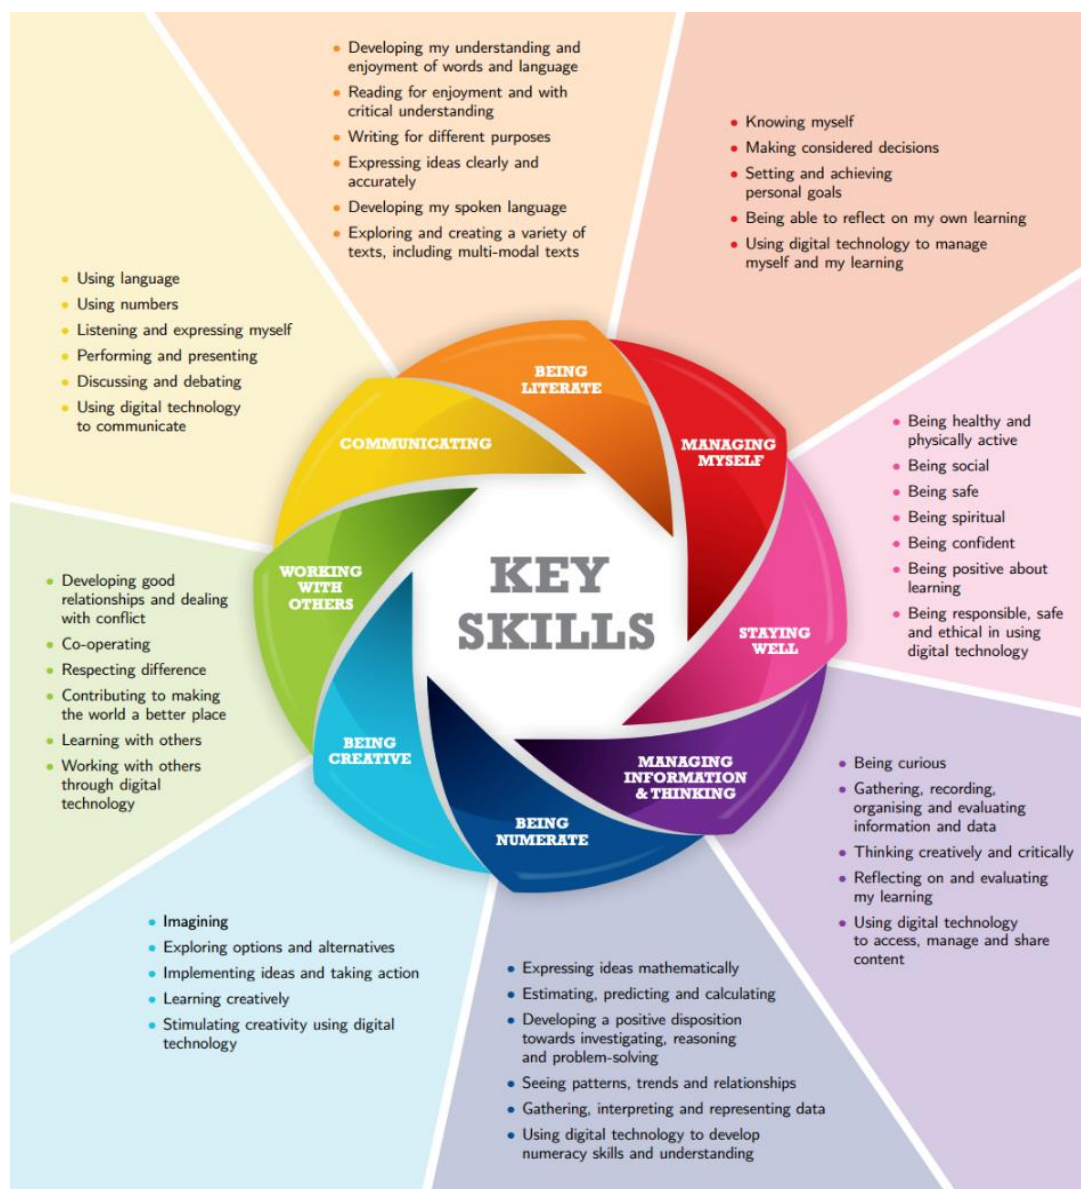 KEY
SKILLS
BEING
LITERATE
• Developing my understanding and
enjoyment of words and language
• Reading for enjoyment and with
critical understanding
• Writing for different purposes
• Expressing ideas clearly and
accurately
• Developing my spoken language
• Exploring and creating a variety of
texts, including multi-modal texts
MANAGING
MYSELF
• Knowing myself
• Making considered decisions
• Setting and achieving
personal goals
• Being able to reflect on my own learning
• Using digital technology to manage
myself and my learning
STAYING
WELL
• Being healthy and
physically active
• Being social
• Being safe
• Being spiritual
• Being confident
• Being positive about
learning
• Being responsible, safe
and ethical in using
digital technology
MANAGING
INFORMATION
& THINKING
• Being curious
• Gathering, recording,
organising and evaluating
information and data
• Thinking creatively and critically
• Reflecting on and evaluating
my learning
• Using digital technology
to access, manage and share
content
BEING
NUMERATE
• Expressing ideas mathematically
• Estimating, predicting and calculating
• Developing a positive disposition
towards investigating, reasoning
and problem-solving
• Seeing patterns, trends and relationships
• Gathering, interpreting and representing data
• Using digital technology to develop
numeracy skills and understanding
BEING
CREATIVE
• Imagining
• Exploring options and alternatives
• Implementing ideas and taking action
• Learning creatively
• Stimulating creativity using digital
technology
WORKING
WITH
OTHERS
• Developing good
relationships and dealing
with conflict
• Co-operating
• Respecting difference
• Contributing to making
the world a better place
• Learning with others
• Working with others
through digital
technology
COMMUNICATING
• Using language
• Using numbers
• Listening and expressing myself
• Performing and presenting
• Discussing and debating
• Using digital technology
to communicate